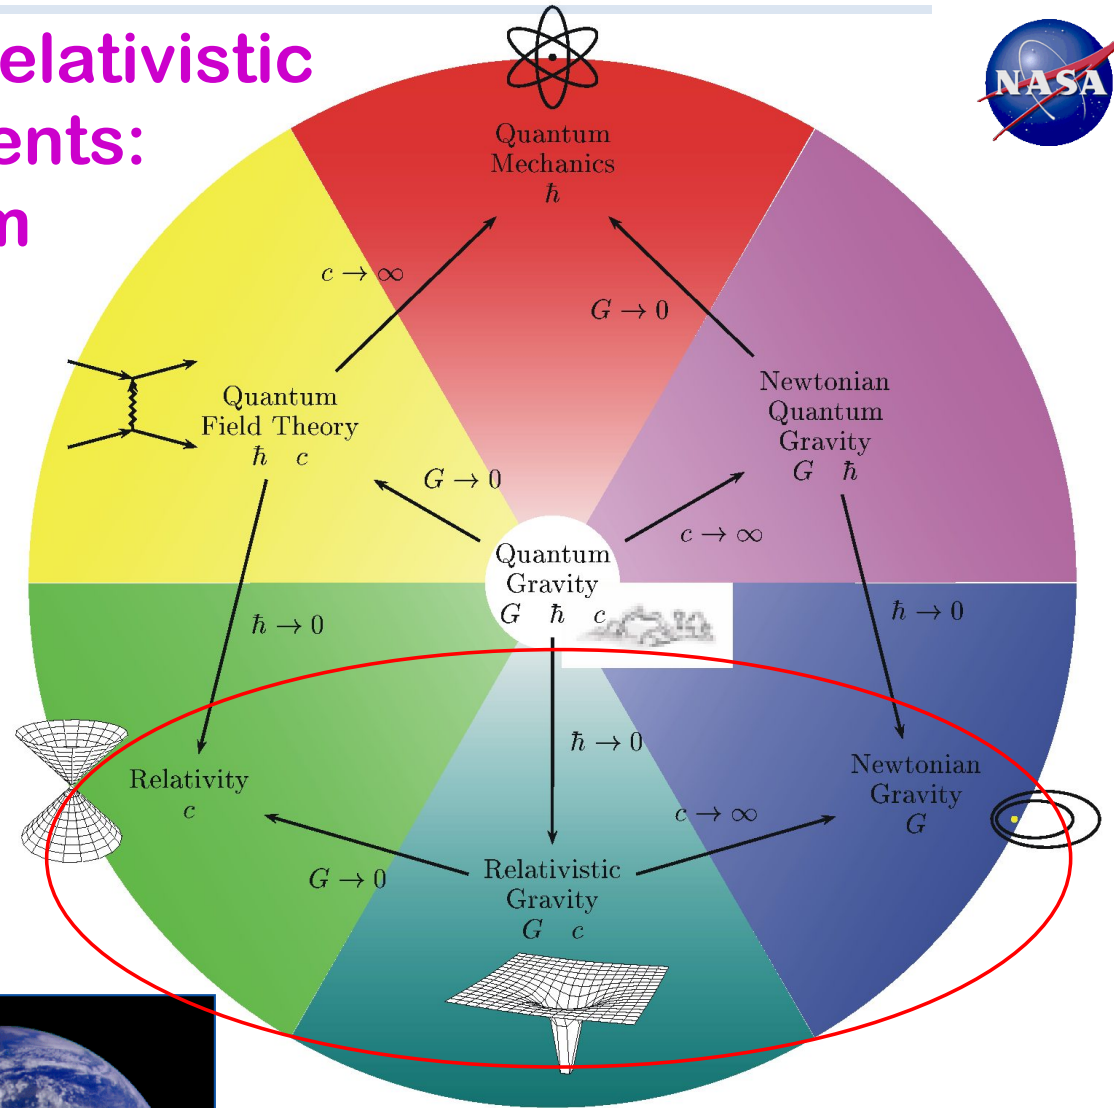 elativistic
ents:
m
NASA
Quantum
Mechanics
ħ
c → ∞
G → 0
Quantum
Field Theory
ħ c
Newtonian
Quantum
Gravity
G ħ
G → 0
c → ∞
Quantum
Gravity
G ħ c
ħ → 0
ħ → 0
ħ → 0
Relativity
c
Newtonian
Gravity
G
c → ∞
G → 0
Relativistic
Gravity
G c